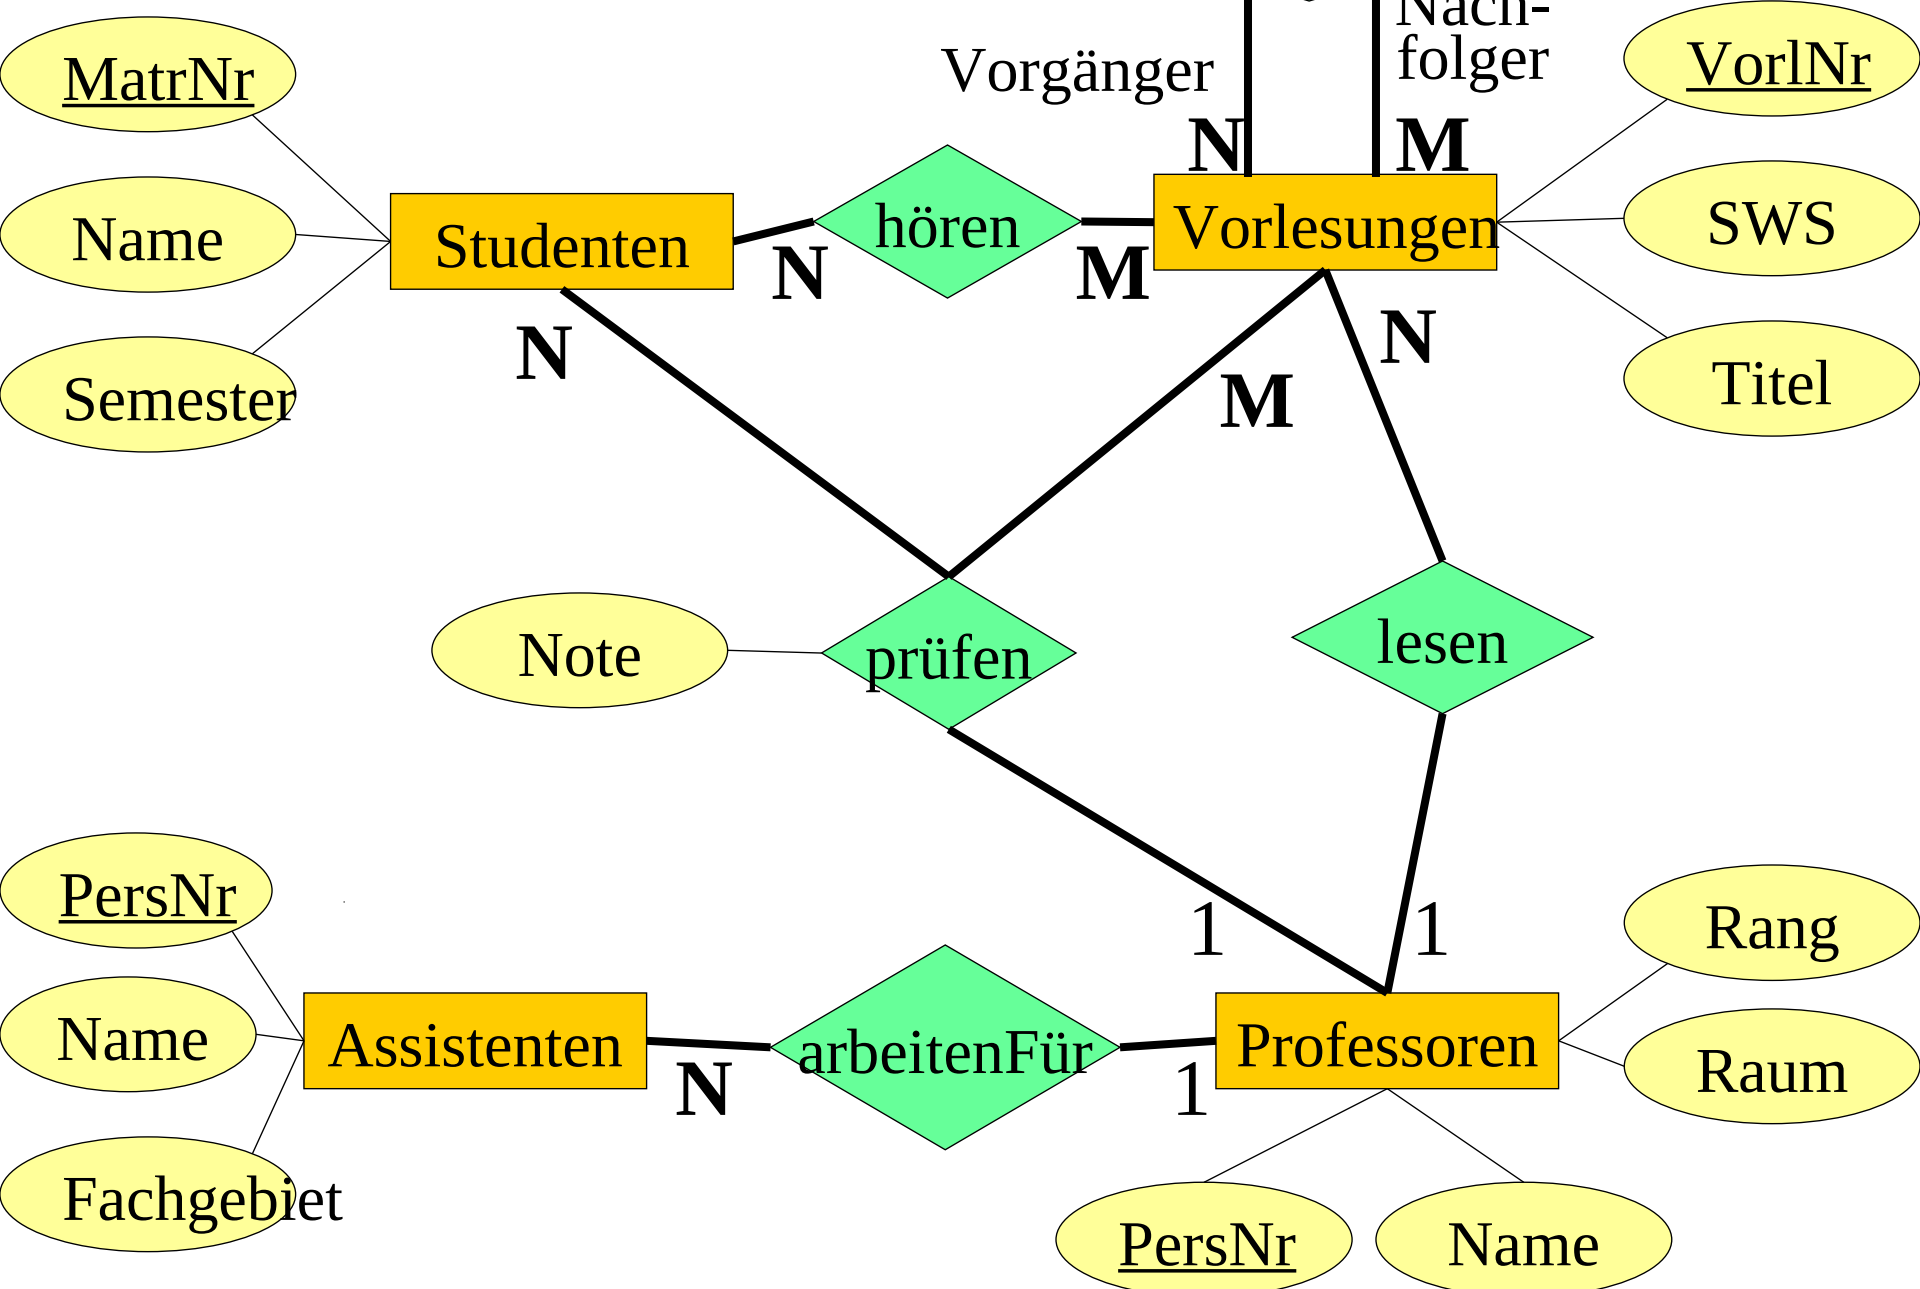 Nach-
folger
Vorgänger
MatrNr
VorlNr
N
M
Name
Studenten
hören
Vorlesungen
SWS
N
M
Semester
N
M
N
Titel
Note
prüfen
lesen
PersNr
1
1
Rang
Name
Assistenten
arbeitenFür
Professoren
Raum
N
1
Fachgebiet
PersNr
Name